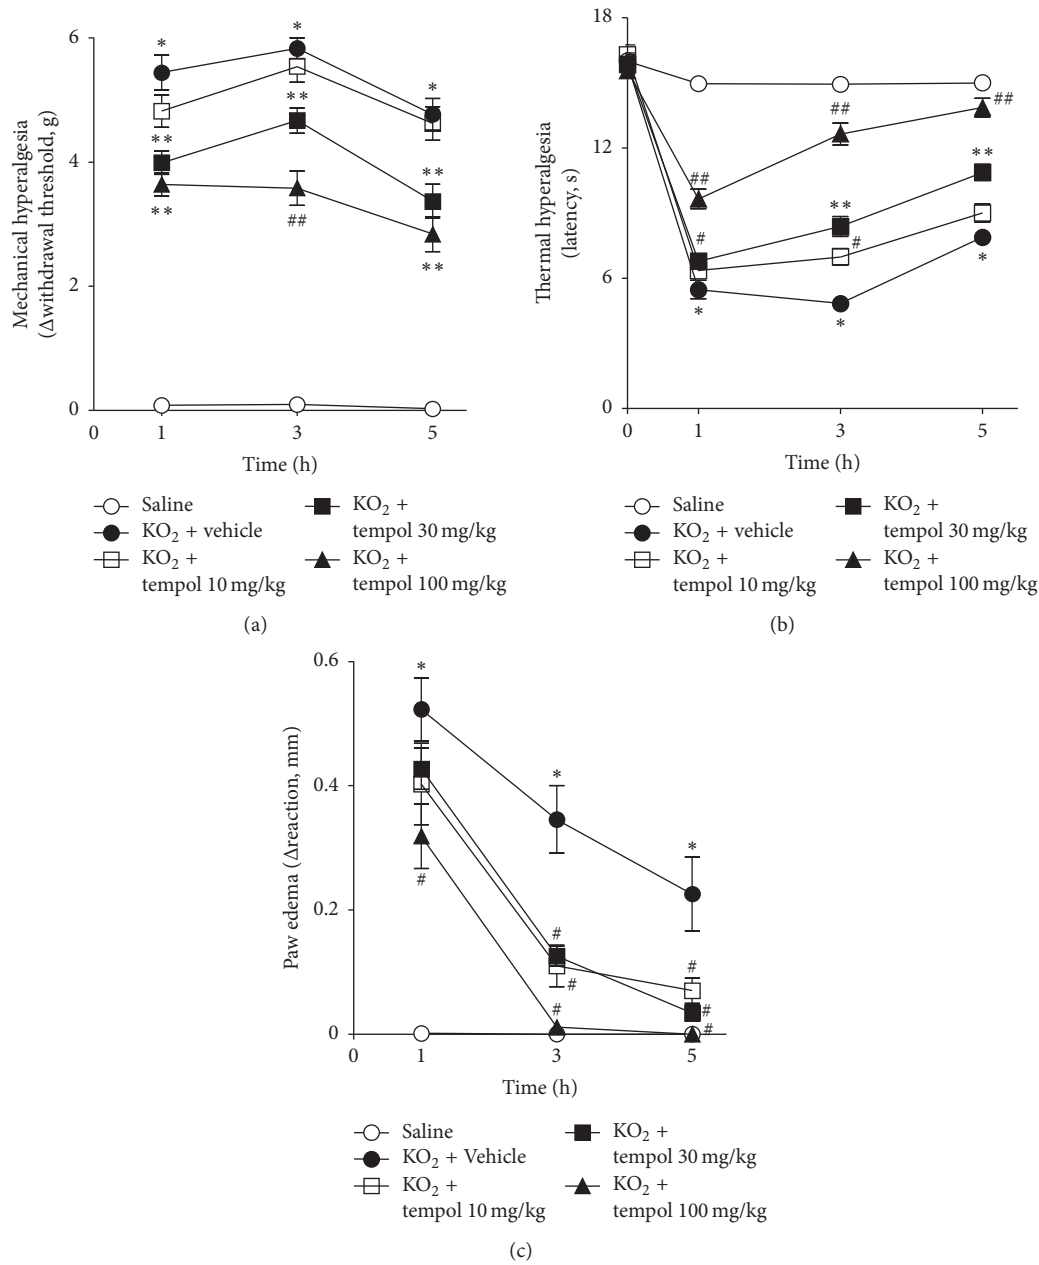 6
4
2
0
Mechanical hyperalgesia
(Δwithdrawal threshold, g)
*
*
*
**
**
**
**
##
**
0 1 3 5
Time (h)
Saline
KO2 + vehicle
KO2 +
tempol 10 mg/kg
KO2 +
tempol 30 mg/kg
KO2 +
tempol 100 mg/kg
(a)
18
12
6
0
Thermal hyperalgesia
(latency, s)
##
##
##
#
**
**
#
*
*
*
0 1 3 5
Time (h)
Saline
KO2 + vehicle
KO2 +
tempol 10 mg/kg
KO2 +
tempol 30 mg/kg
KO2 +
tempol 100 mg/kg
(b)
0.6
0.4
0.2
0
Paw edema (Δreaction, mm)
*
*
*
#
#
#
#
#
#
#
0 1 3 5
Time (h)
Saline
KO2 + Vehicle
KO2 +
tempol 10 mg/kg
KO2 +
tempol 30 mg/kg
KO2 +
tempol 100 mg/kg
(c)